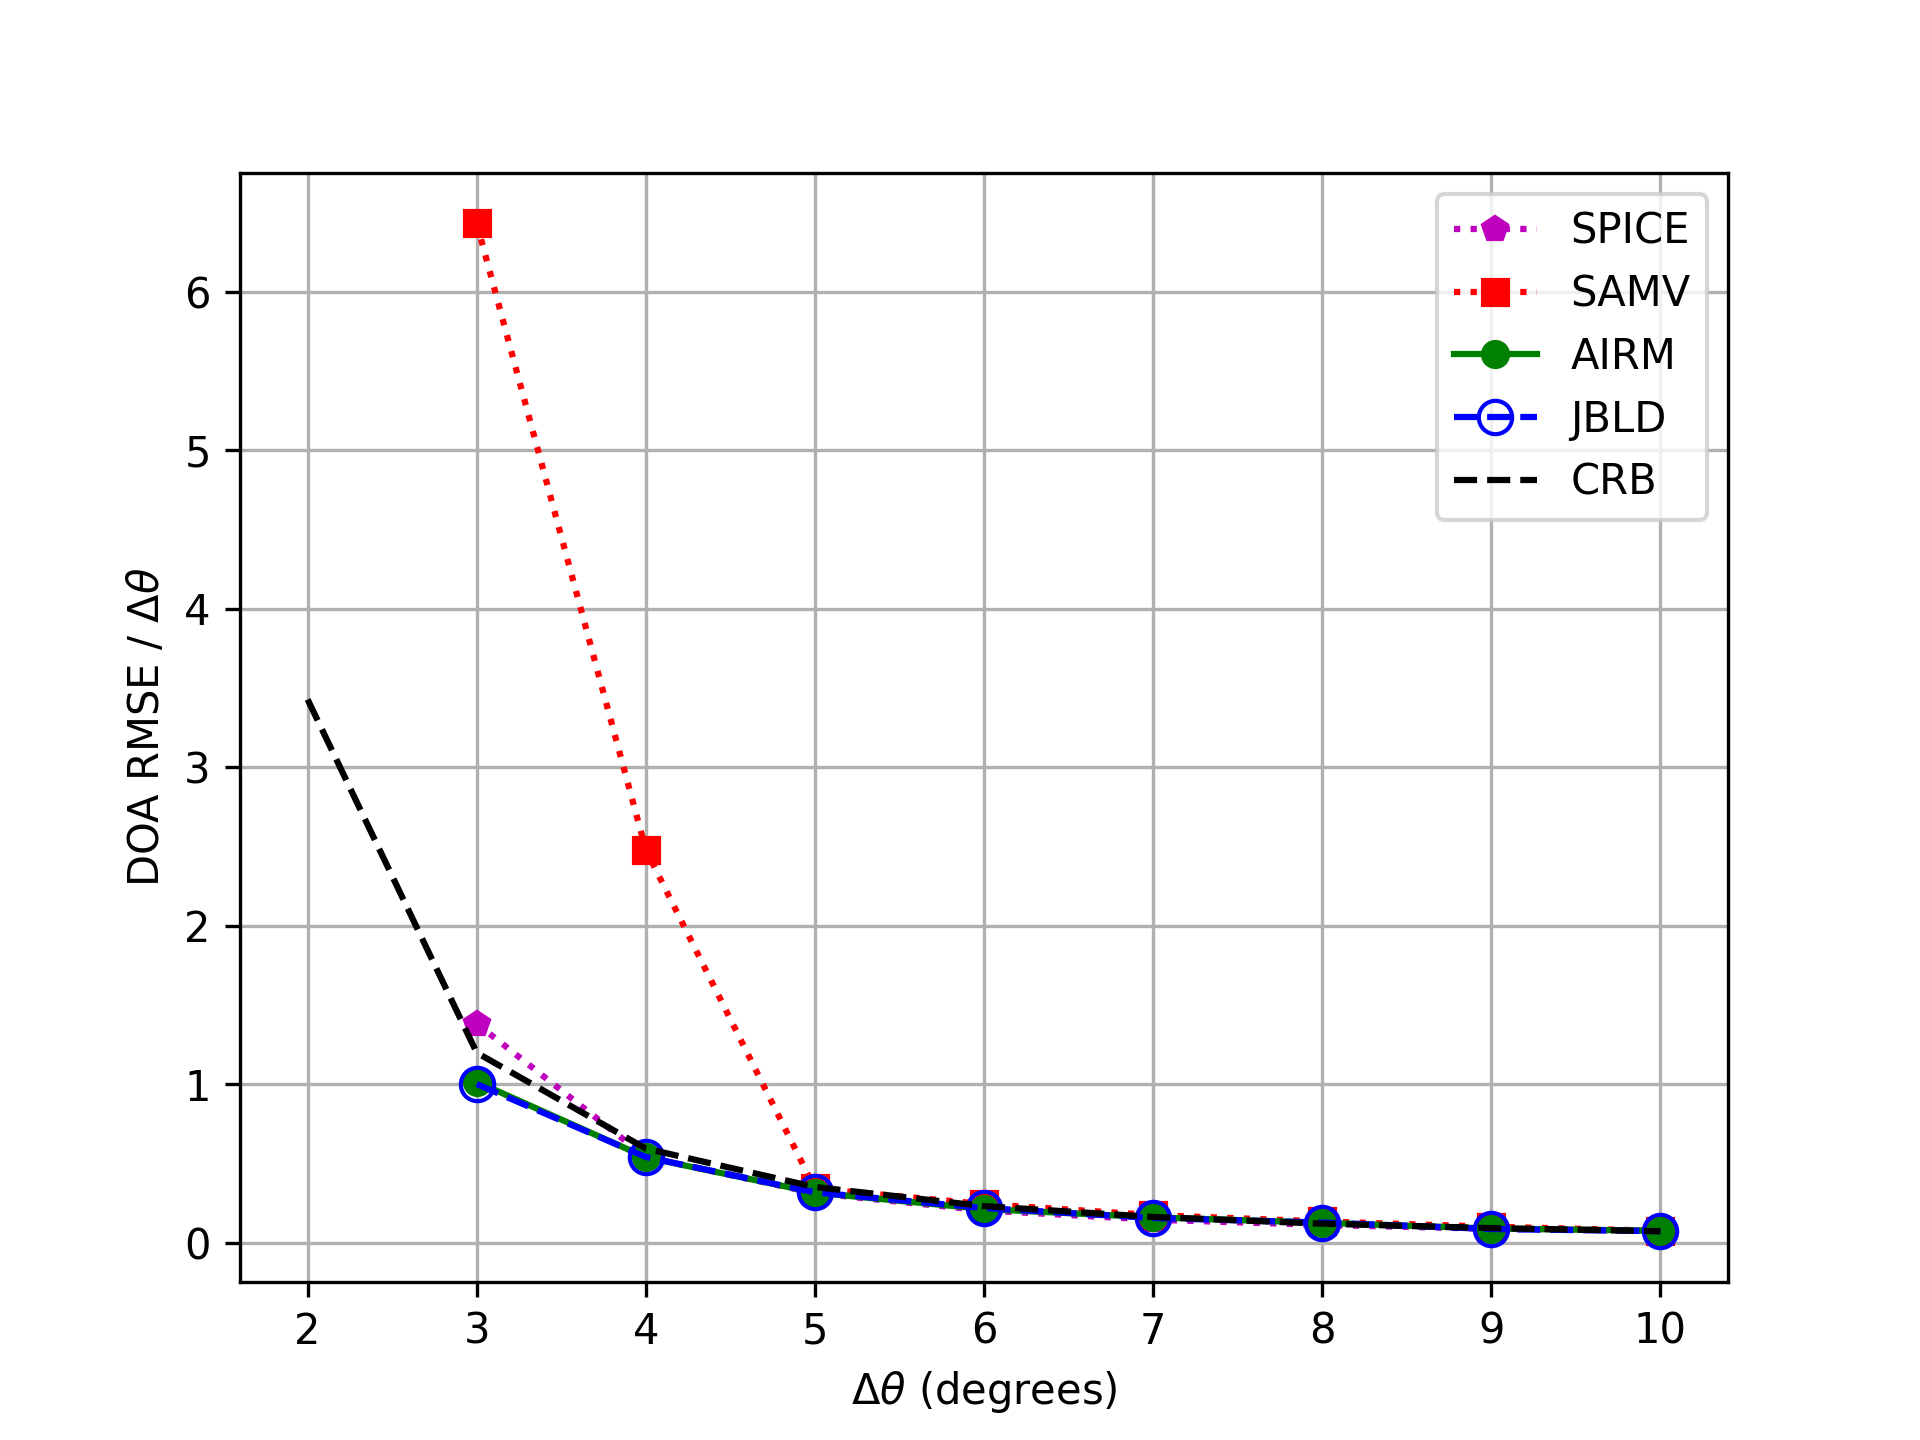 SPICE
SAMV
AIRM
JBLD
CRB
6
5
4
3
2
1
0
DOA RMSE / Δθ
2 3 4 5 6 7 8 9 10
Δθ (degrees)